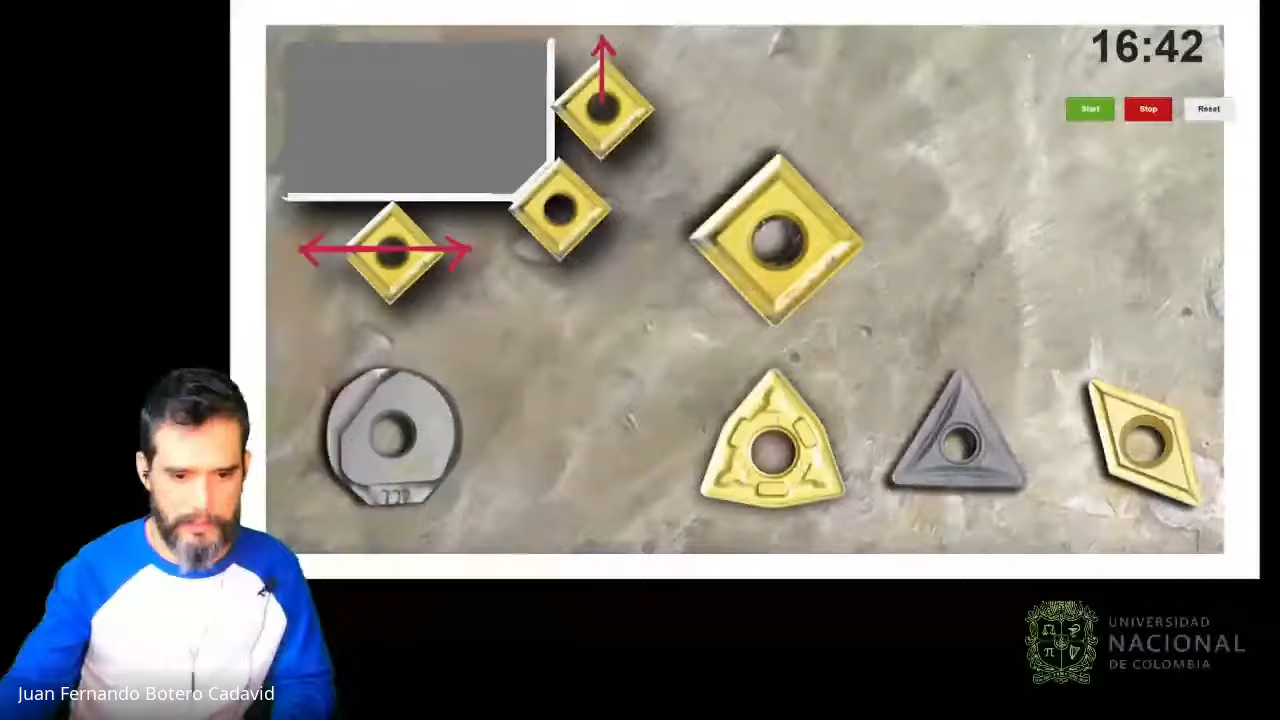 16:42
Start
Stop
Reset
UNIVERSIDAD
NACIONAL
DE COLOMBIA
Juan Fernando Botero Cadavid